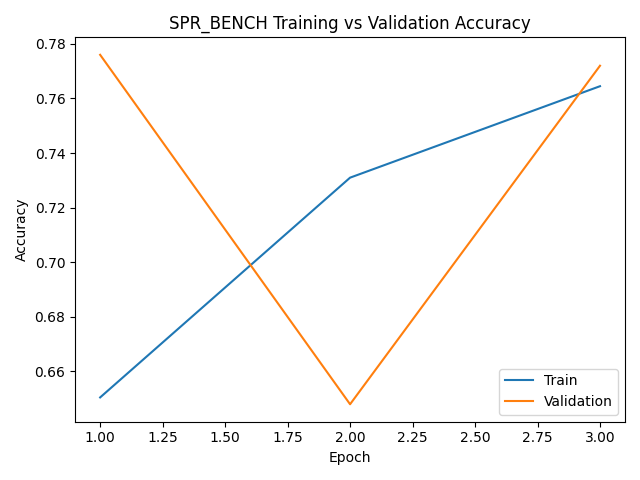 SPR_BENCH Training vs Validation Accuracy
0.78
0.76
0.74
0.72
0.70
0.68
0.66
Accuracy
Train
Validation
1.00 1.25 1.50 1.75 2.00 2.25 2.50 2.75 3.00
Epoch